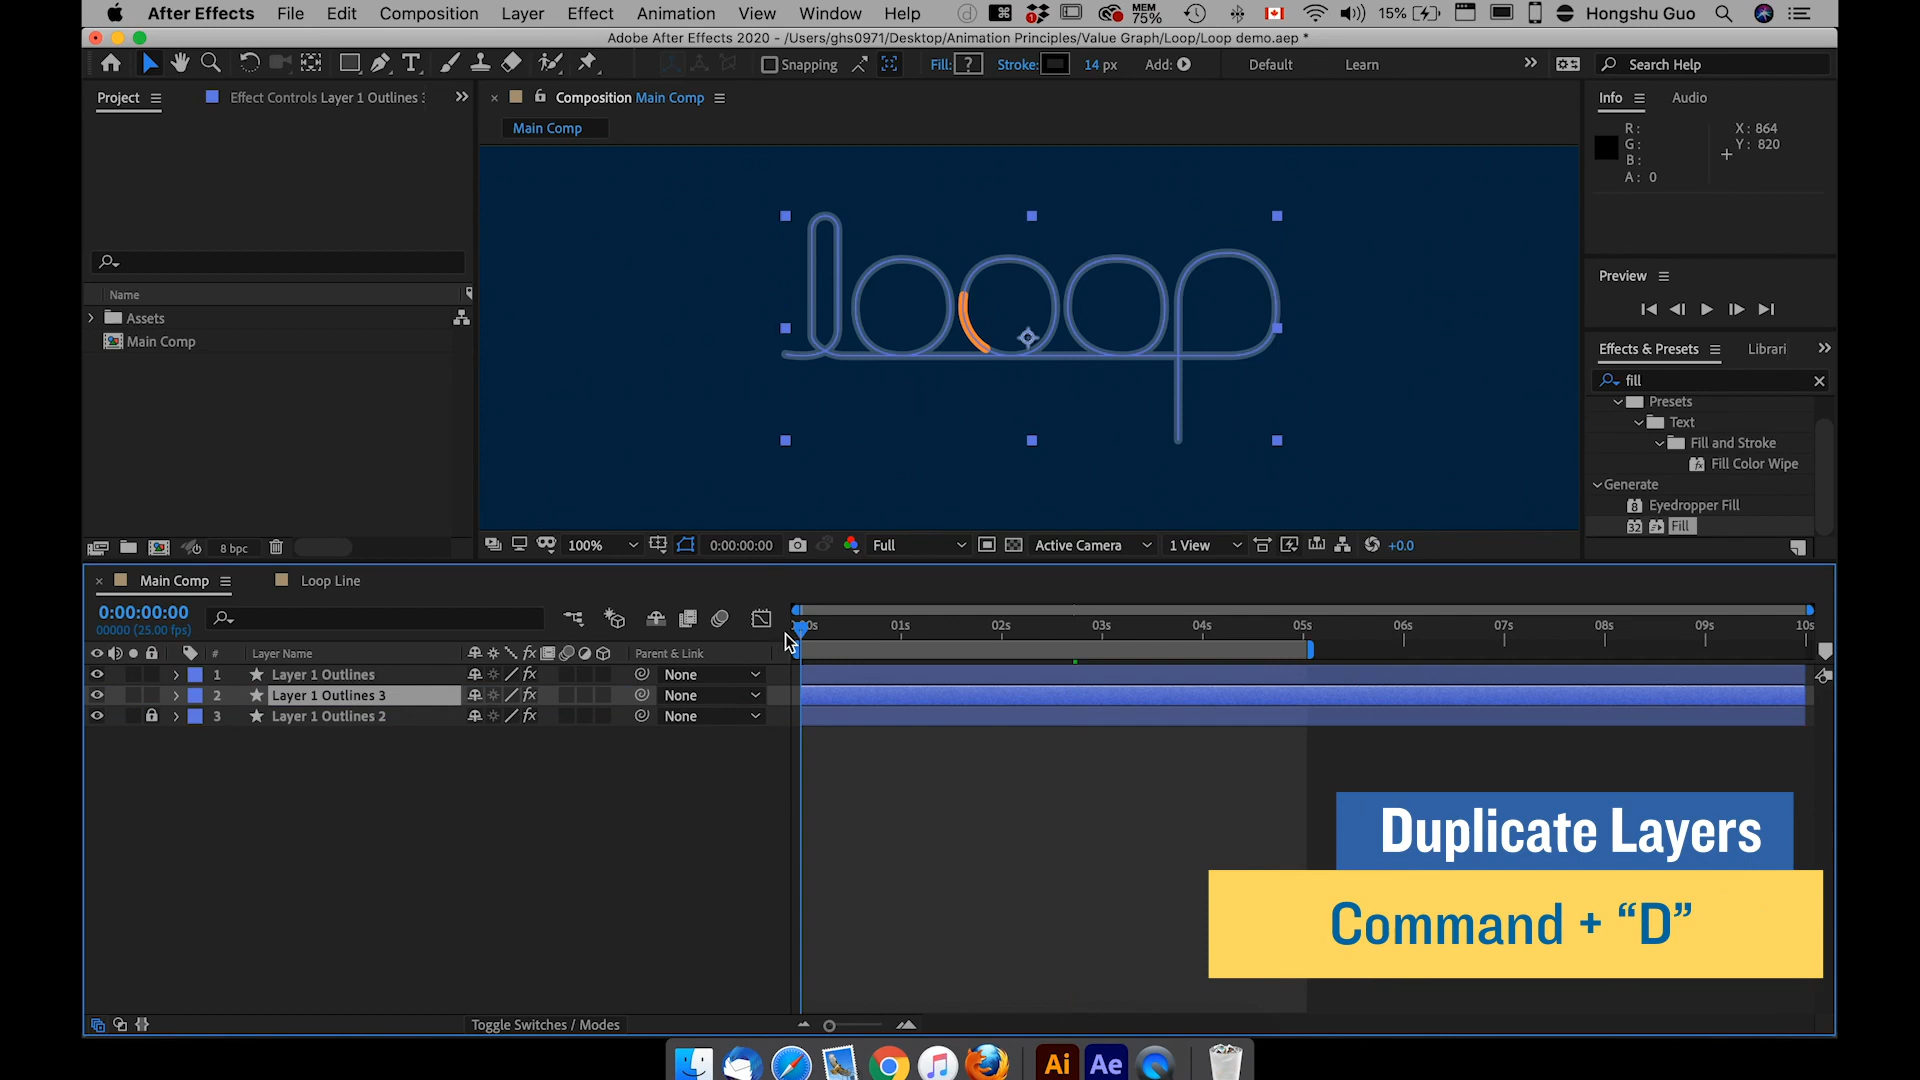 After Effects File Edit Composition Layer Effect Animation View Window Help MEM 75% 15% Hongshu Guo
Adobe After Effects 2020 - /Users/ghs0971/Desktop/Animation Principles/Value Graph/Loop/Loop demo.aep *
Snapping Fill: ? Stroke: 14 px Add: Default Learn Search Help
Project Effect Controls Layer 1 Outlines Composition Main Comp Info Audio
Main Comp
R: X: 864
G: Y: 820
B:
A: 0
loop
Preview
Name
Assets
Main Comp
Effects & Presets Librari
fill
Presets
Text
Fill and Stroke
Fill Color Wipe
Generate
Eyedropper Fill
Fill
8 bpc 100% 0:00:00:00 Full Active Camera 1 View +0.0
Main Comp Loop Line
0:00:00:00
00000 (25.00 fps)
01s 02s 03s 04s 05s 06s 07s 08s 09s 10s
# Layer Name Parent & Link
1 Layer 1 Outlines None
2 Layer 1 Outlines 3 None
3 Layer 1 Outlines 2 None
Duplicate Layers
Command + “D”
Toggle Switches / Modes
Ai Ae